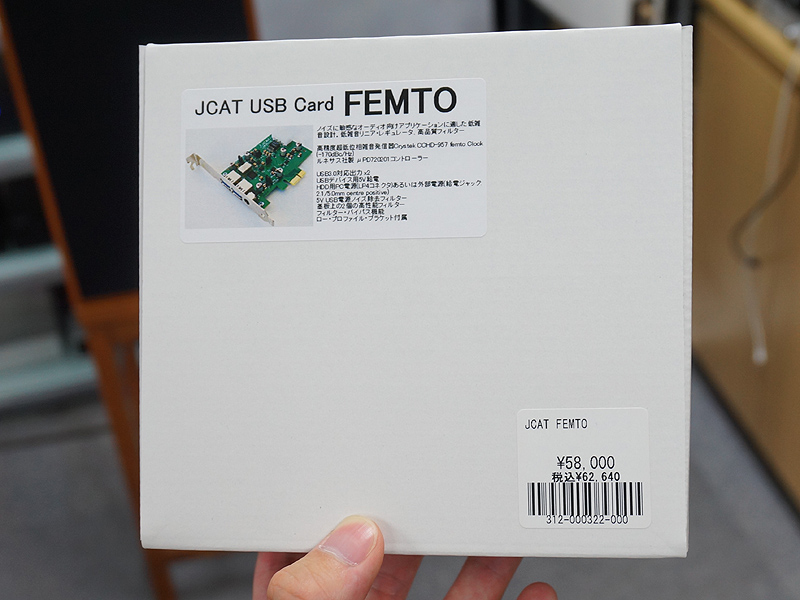 JCAT USB Card FEMTO
ノイズに敏感なオーディオ向けアプリケーションに適した低雑
音設計。低雑音リニア・レギュレータ、高品質フィルター
高精度超低位相雑音発信器Crystek CCHD-957 femto Clock
(-170dBc/Hz)
ルネサス社製 μPD720201コントローラー
USB3.0対応出力 x2
USBデバイス用5V給電
HDD用PC電源(LP4コネクタ)あるいは外部電源(給電ジャック
2.1/5.0mm centre positive)
5V USB電源ノイズ除去フィルター
基板上の2個の高性能フィルター
フィルター・バイパス機能
ロー・プロファイル・ブラケット付属
JCAT FEMTO
¥58,000
税込¥62,640
312-000322-000